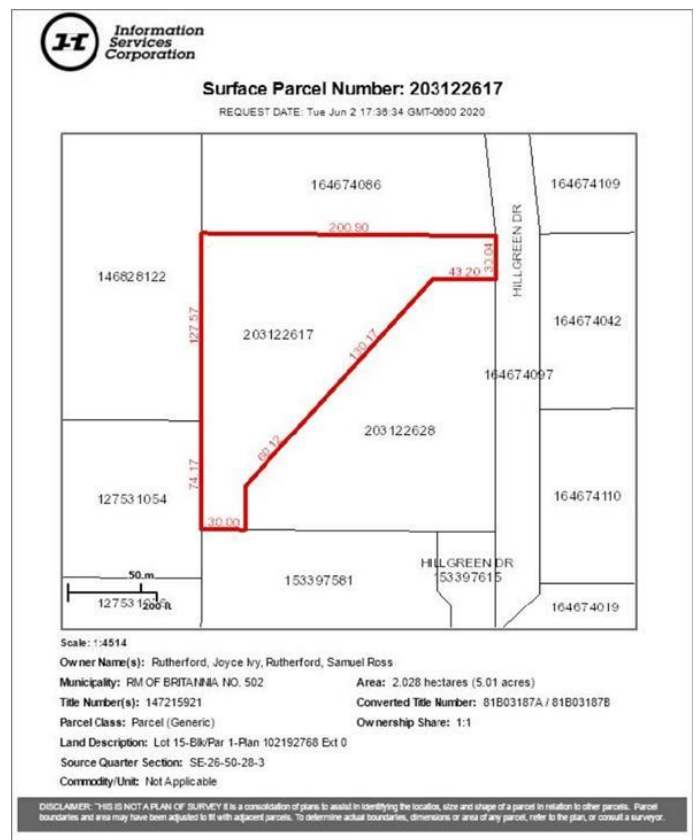 Information
Services
Corporation
Surface Parcel Number: 203122617
REQUEST DATE: Tue Jun 2 17:36:34 GMT-0600 2020
164674086
164674109
200.90
HILLGREEN DR
43.20
146828122
127.57
203122617
130.17
164674042
164674097
203122628
60.12
74.17
127531054
164674110
30.00
50 m
200 ft
153397581
HILLGREEN DR
153397615
164674019
Scale: 1:4514
Owner Name(s): Rutherford, Joyce Ivy, Rutherford, Samuel Ross
Municipality: RM OF BRITANNIA NO. 502
Area: 2.028 hectares (5.01 acres)
Title Number(s): 147215921
Converted Title Number: 81B03187A / 81B03187B
Parcel Class: Parcel (Generic)
Ownership Share: 1:1
Land Description: Lot 15-Blk/Par 1-Plan 102192768 Ext 0
Source Quarter Section: SE-26-50-28-3
Commodity/Unit: Not Applicable
DISCLAIMER: THIS IS NOT A PLAN OF SURVEY It is a consolidation of plans to assist in identifying the location, size and shape of a parcel in relation to other parcels. Parcel
boundaries and area may have been adjusted to fit with adjacent parcels. To determine actual boundaries, dimensions or area of any parcel, refer to the plan, or consult a surveyor.